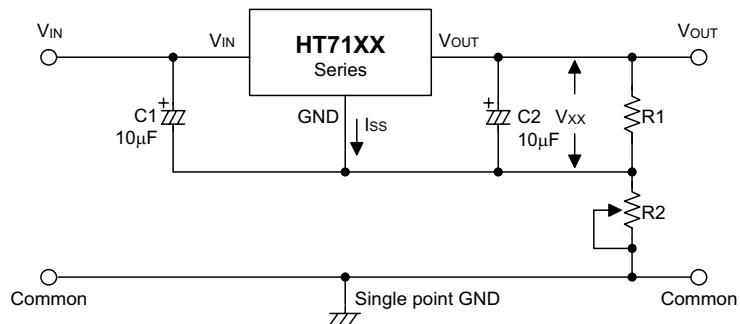 VIN
VIN
HT71XX
Series
VOUT
VOUT
C1
10μF
GND
ISS
C2
10μF
VXX
R1
R2
Common
Single point GND
Common